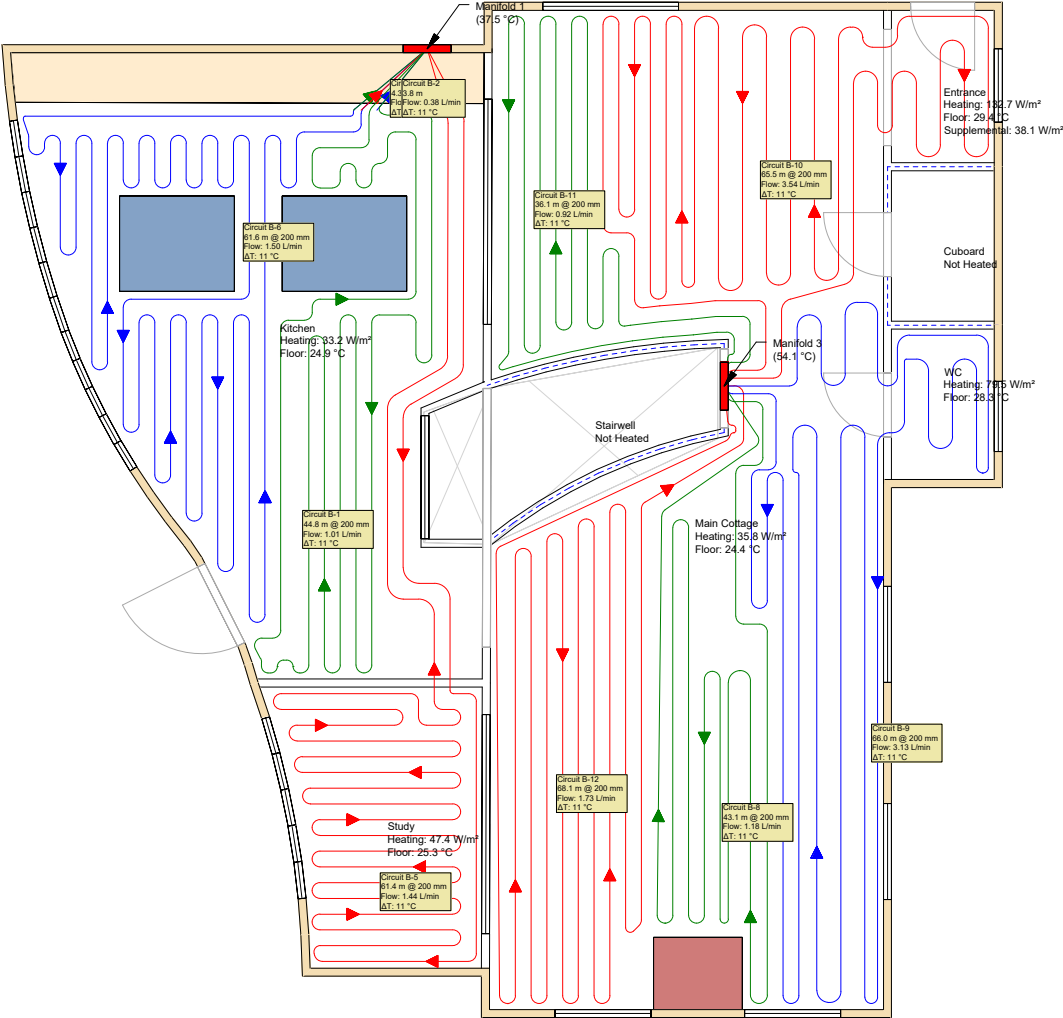 Manifold 1
(37.5 °C)
Circuit B-2
3.8 m
Flow: 0.38 L/min
ΔT: 11 °C
Entrance
Heating: 132.7 W/m²
Floor: 29.4 °C
Supplemental: 38.1 W/m²
Circuit B-10
65.5 m @ 200 mm
Flow: 3.54 L/min
ΔT: 11 °C
Circuit B-11
36.1 m @ 200 mm
Flow: 0.92 L/min
ΔT: 11 °C
Circuit B-6
61.6 m @ 200 mm
Flow: 1.50 L/min
ΔT: 11 °C
Cuboard
Not Heated
Kitchen
Heating: 33.2 W/m²
Floor: 24.9 °C
Manifold 3
(54.1 °C)
WC
Heating: 79.5 W/m²
Floor: 28.3 °C
Stairwell
Not Heated
Circuit B-1
44.8 m @ 200 mm
Flow: 1.01 L/min
ΔT: 11 °C
Main Cottage
Heating: 35.8 W/m²
Floor: 24.4 °C
Circuit B-9
66.0 m @ 200 mm
Flow: 3.13 L/min
ΔT: 11 °C
Circuit B-12
68.1 m @ 200 mm
Flow: 1.73 L/min
ΔT: 11 °C
Circuit B-8
43.1 m @ 200 mm
Flow: 1.18 L/min
ΔT: 11 °C
Study
Heating: 47.4 W/m²
Floor: 25.3 °C
Circuit B-5
61.4 m @ 200 mm
Flow: 1.44 L/min
ΔT: 11 °C